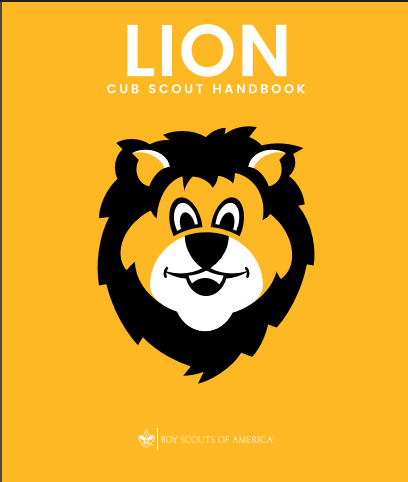 LION
CUB SCOUT HANDBOOK
BOY SCOUTS OF AMERICA